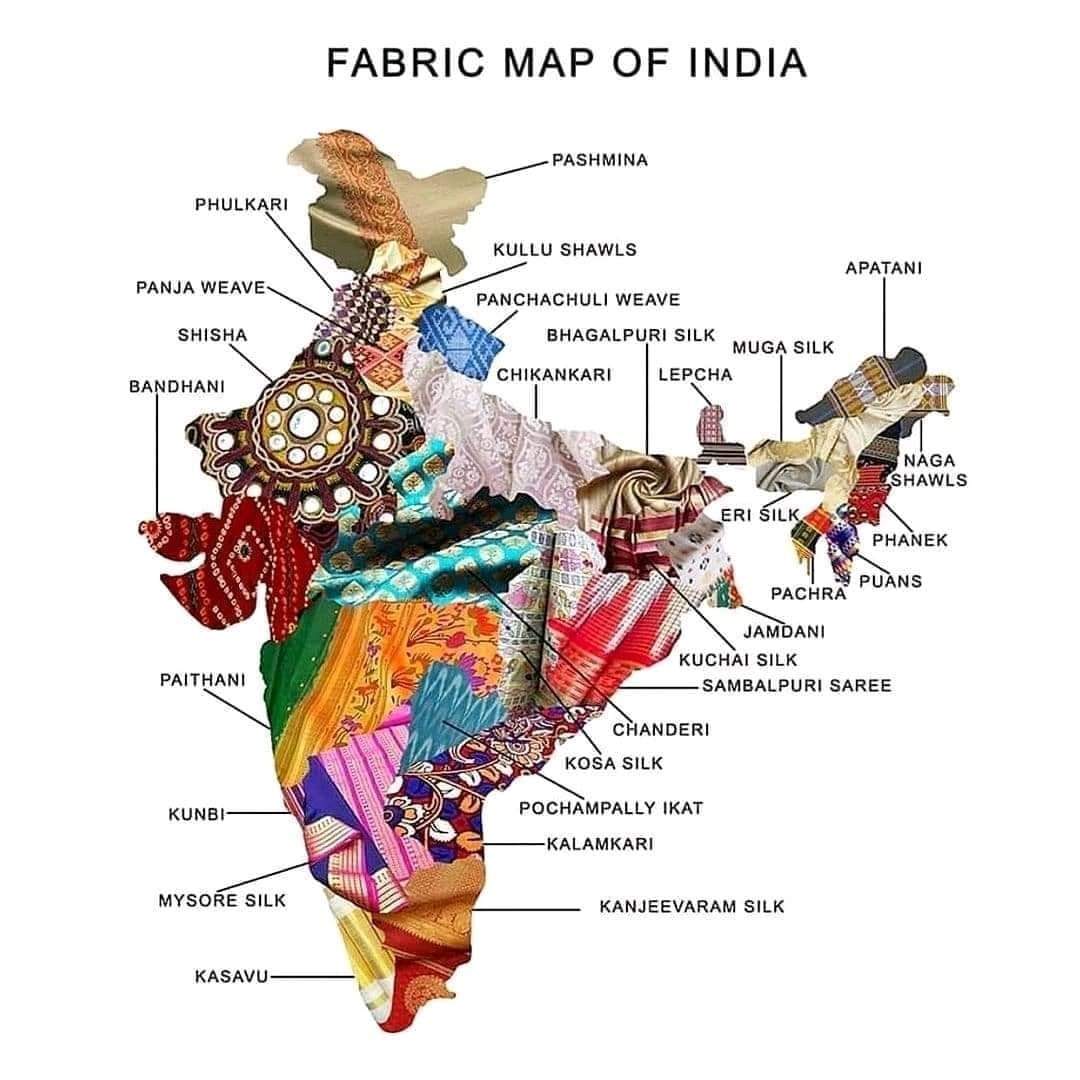 FABRIC MAP OF INDIA
PASHMINA
PHULKARI
KULLU SHAWLS
APATANI
PANJA WEAVE
PANCHACHULI WEAVE
SHISHA
BHAGALPURI SILK
MUGA SILK
BANDHANI
CHIKANKARI
LEPCHA
NAGA
SHAWLS
ERI SILK
PHANEK
PUANS
PACHRA
JAMDANI
KUCHAI SILK
PAITHANI
SAMBALPURI SAREE
CHANDERI
KOSA SILK
POCHAMPALLY IKAT
KUNBI
KALAMKARI
MYSORE SILK
KANJEEVARAM SILK
KASAVU